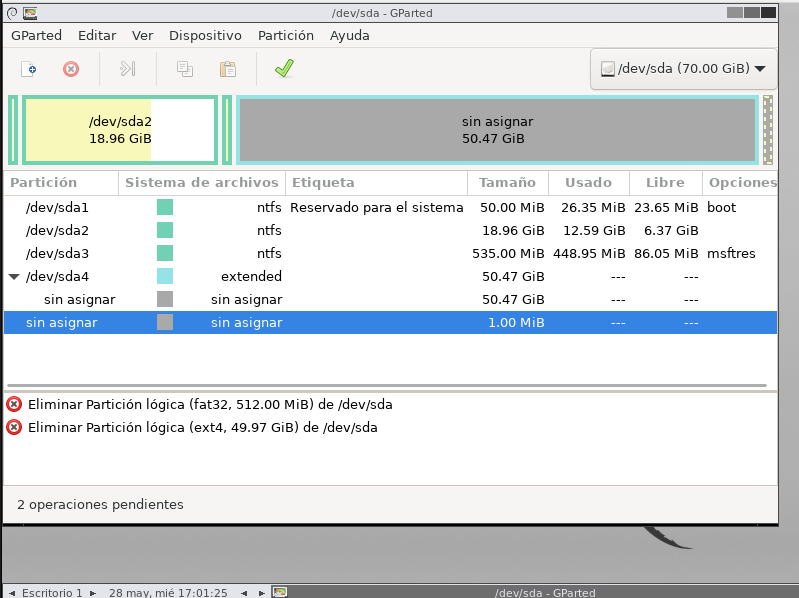 /dev/sda - GParted
GParted Editar Ver Dispositivo Partición Ayuda
/dev/sda (70.00 GiB)
/dev/sda2
18.96 GiB
sin asignar
50.47 GiB
Partición Sistema de archivos Etiqueta Tamaño Usado Libre Opciones
/dev/sda1 ntfs Reservado para el sistema 50.00 MiB 26.35 MiB 23.65 MiB boot
/dev/sda2 ntfs 18.96 GiB 12.59 GiB 6.37 GiB
/dev/sda3 ntfs 535.00 MiB 448.95 MiB 86.05 MiB msftres
/dev/sda4 extended 50.47 GiB --- ---
sin asignar sin asignar 50.47 GiB --- ---
sin asignar sin asignar 1.00 MiB --- ---
Eliminar Partición lógica (fat32, 512.00 MiB) de /dev/sda
Eliminar Partición lógica (ext4, 49.97 GiB) de /dev/sda
2 operaciones pendientes
Escritorio 1 28 may, mié 17:01:25 /dev/sda - GParted